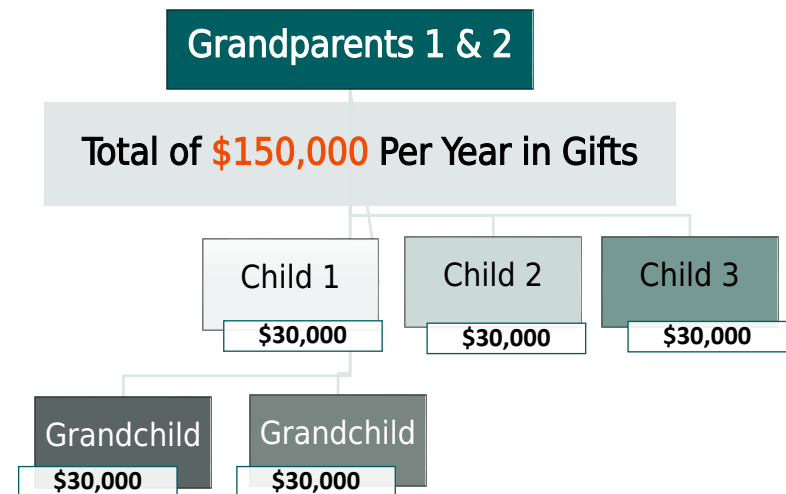 Grandparents 1 & 2
Total of $150,000 Per Year in Gifts
Child 1
Child 2
Child 3
$30,000
$30,000
$30,000
Grandchild
Grandchild
$30,000
$30,000